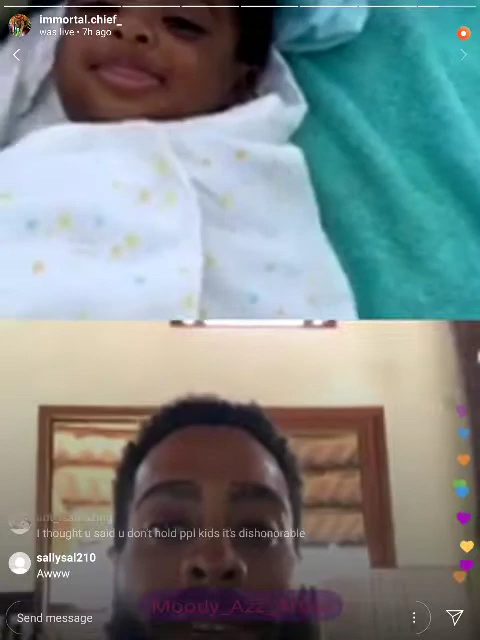 immortal.chief_
was live • 7h ago
I thought u said u don't hold ppl kids it's dishonorable
sallysal210
Awww
Send message